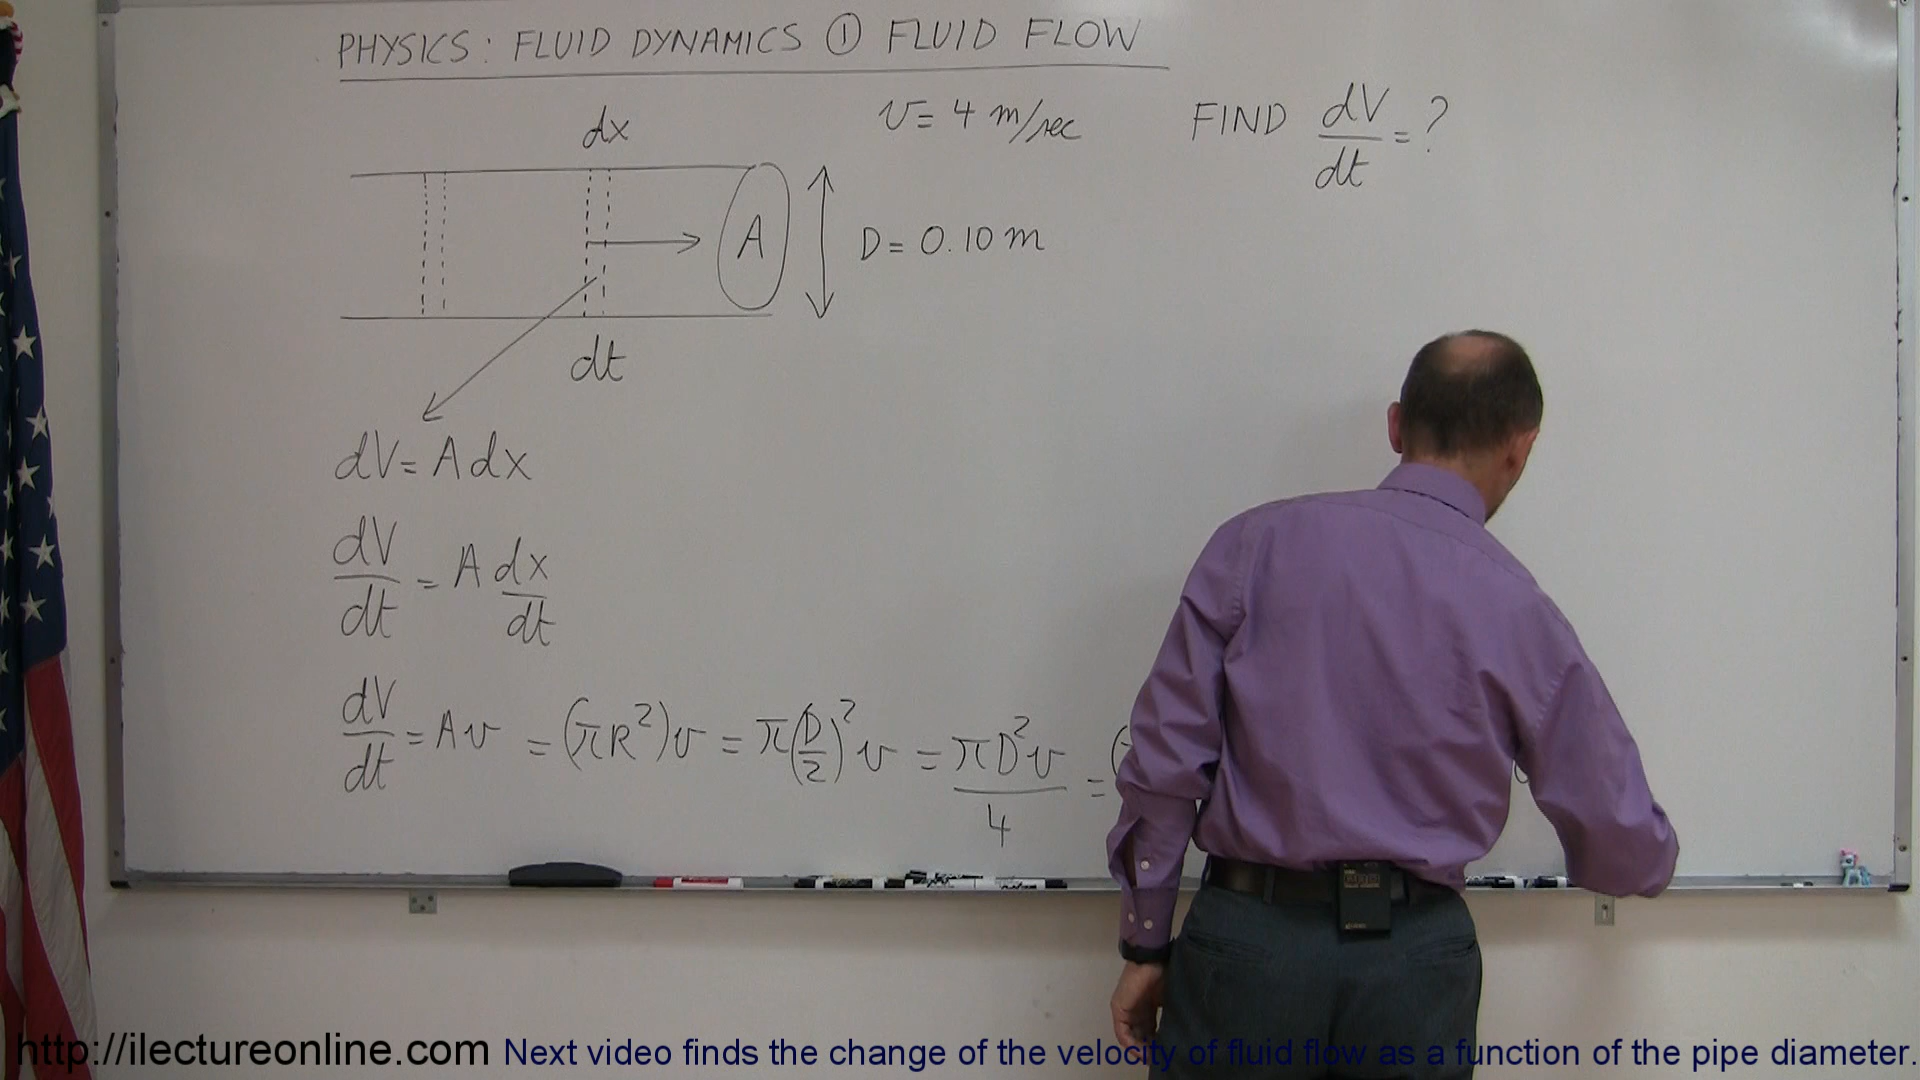 PHYSICS: FLUID DYNAMICS ① FLUID FLOW
dx
v = 4 m/sec
FIND dV/dt = ?
A
D = 0.10 m
dt
dV = A dx
dV/dt = A dx/dt
dV/dt = Av = (πR²)v = π(D/2)²v = πD²v/4 = (
http://ilectureonline.com Next video finds the change of the velocity of fluid flow as a function of the pipe diameter.